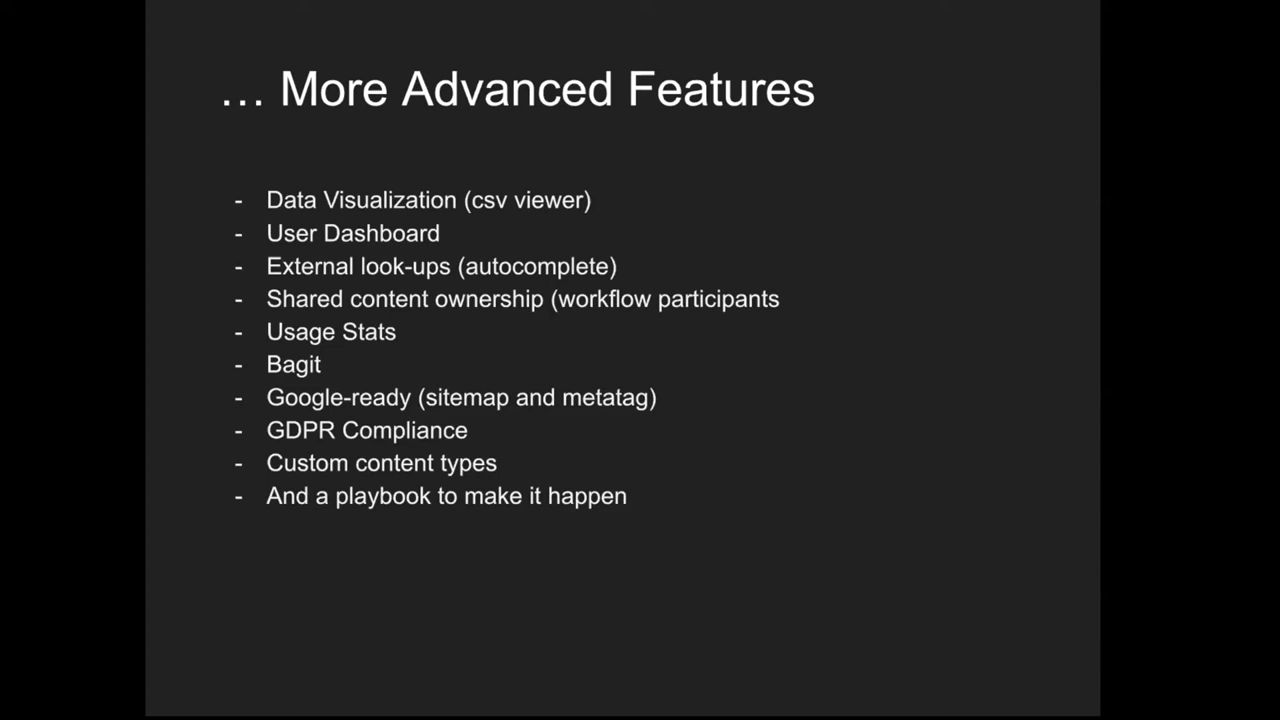 … More Advanced Features
- Data Visualization (csv viewer)
- User Dashboard
- External look-ups (autocomplete)
- Shared content ownership (workflow participants
- Usage Stats
- Bagit
- Google-ready (sitemap and metatag)
- GDPR Compliance
- Custom content types
- And a playbook to make it happen